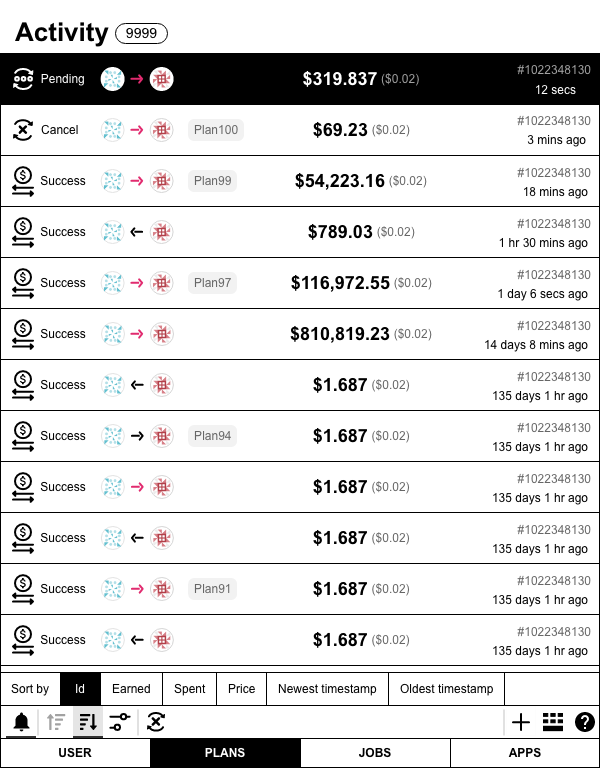 Activity 9999
Pending $319.837 ($0.02) #1022348130
12 secs
Cancel Plan100 $69.23 ($0.02) #1022348130
3 mins ago
Success Plan99 $54,223.16 ($0.02) #1022348130
18 mins ago
Success $789.03 ($0.02) #1022348130
1 hr 30 mins ago
Success Plan97 $116,972.55 ($0.02) #1022348130
1 day 6 secs ago
Success $810,819.23 ($0.02) #1022348130
14 days 8 mins ago
Success $1.687 ($0.02) #1022348130
135 days 1 hr ago
Success Plan94 $1.687 ($0.02) #1022348130
135 days 1 hr ago
Success $1.687 ($0.02) #1022348130
135 days 1 hr ago
Success $1.687 ($0.02) #1022348130
135 days 1 hr ago
Success Plan91 $1.687 ($0.02) #1022348130
135 days 1 hr ago
Success $1.687 ($0.02) #1022348130
135 days 1 hr ago
Sort by Id Earned Spent Price Newest timestamp Oldest timestamp
USER PLANS JOBS APPS